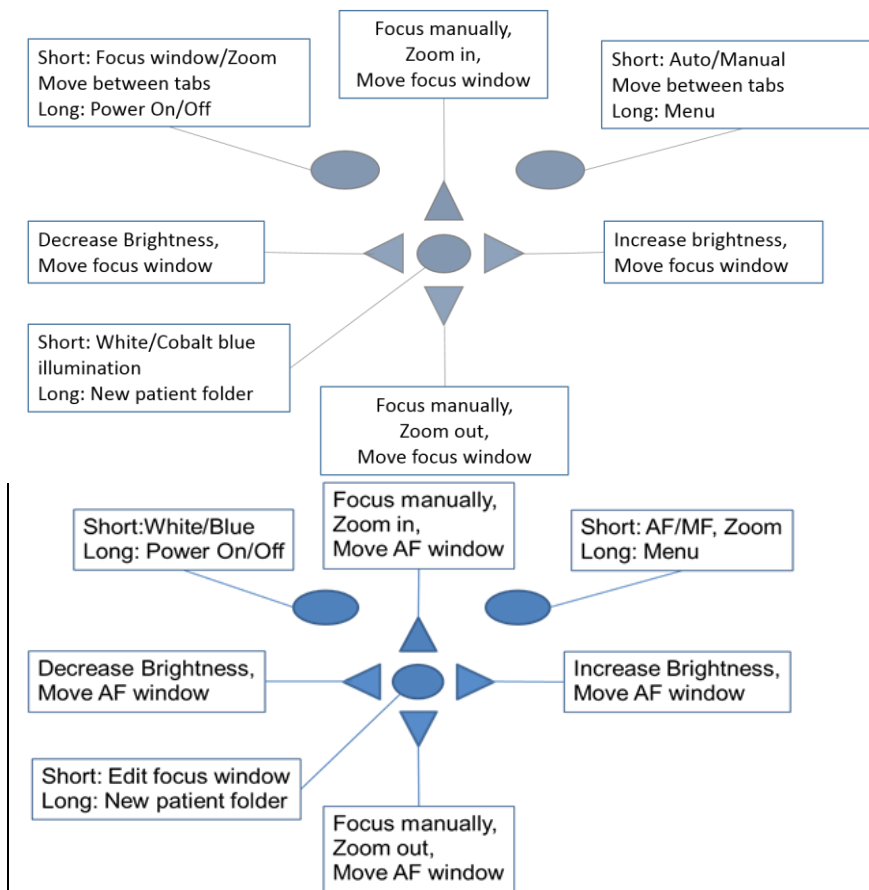 Short: Focus window/Zoom
Move between tabs
Long: Power On/Off
Focus manually,
Zoom in,
Move focus window
Short: Auto/Manual
Move between tabs
Long: Menu
Decrease Brightness,
Move focus window
Increase brightness,
Move focus window
Short: White/Cobalt blue
illumination
Long: New patient folder
Focus manually,
Zoom out,
Move focus window
Short:White/Blue
Long: Power On/Off
Focus manually,
Zoom in,
Move AF window
Short: AF/MF, Zoom
Long: Menu
Decrease Brightness,
Move AF window
Increase Brightness,
Move AF window
Short: Edit focus window
Long: New patient folder
Focus manually,
Zoom out,
Move AF window